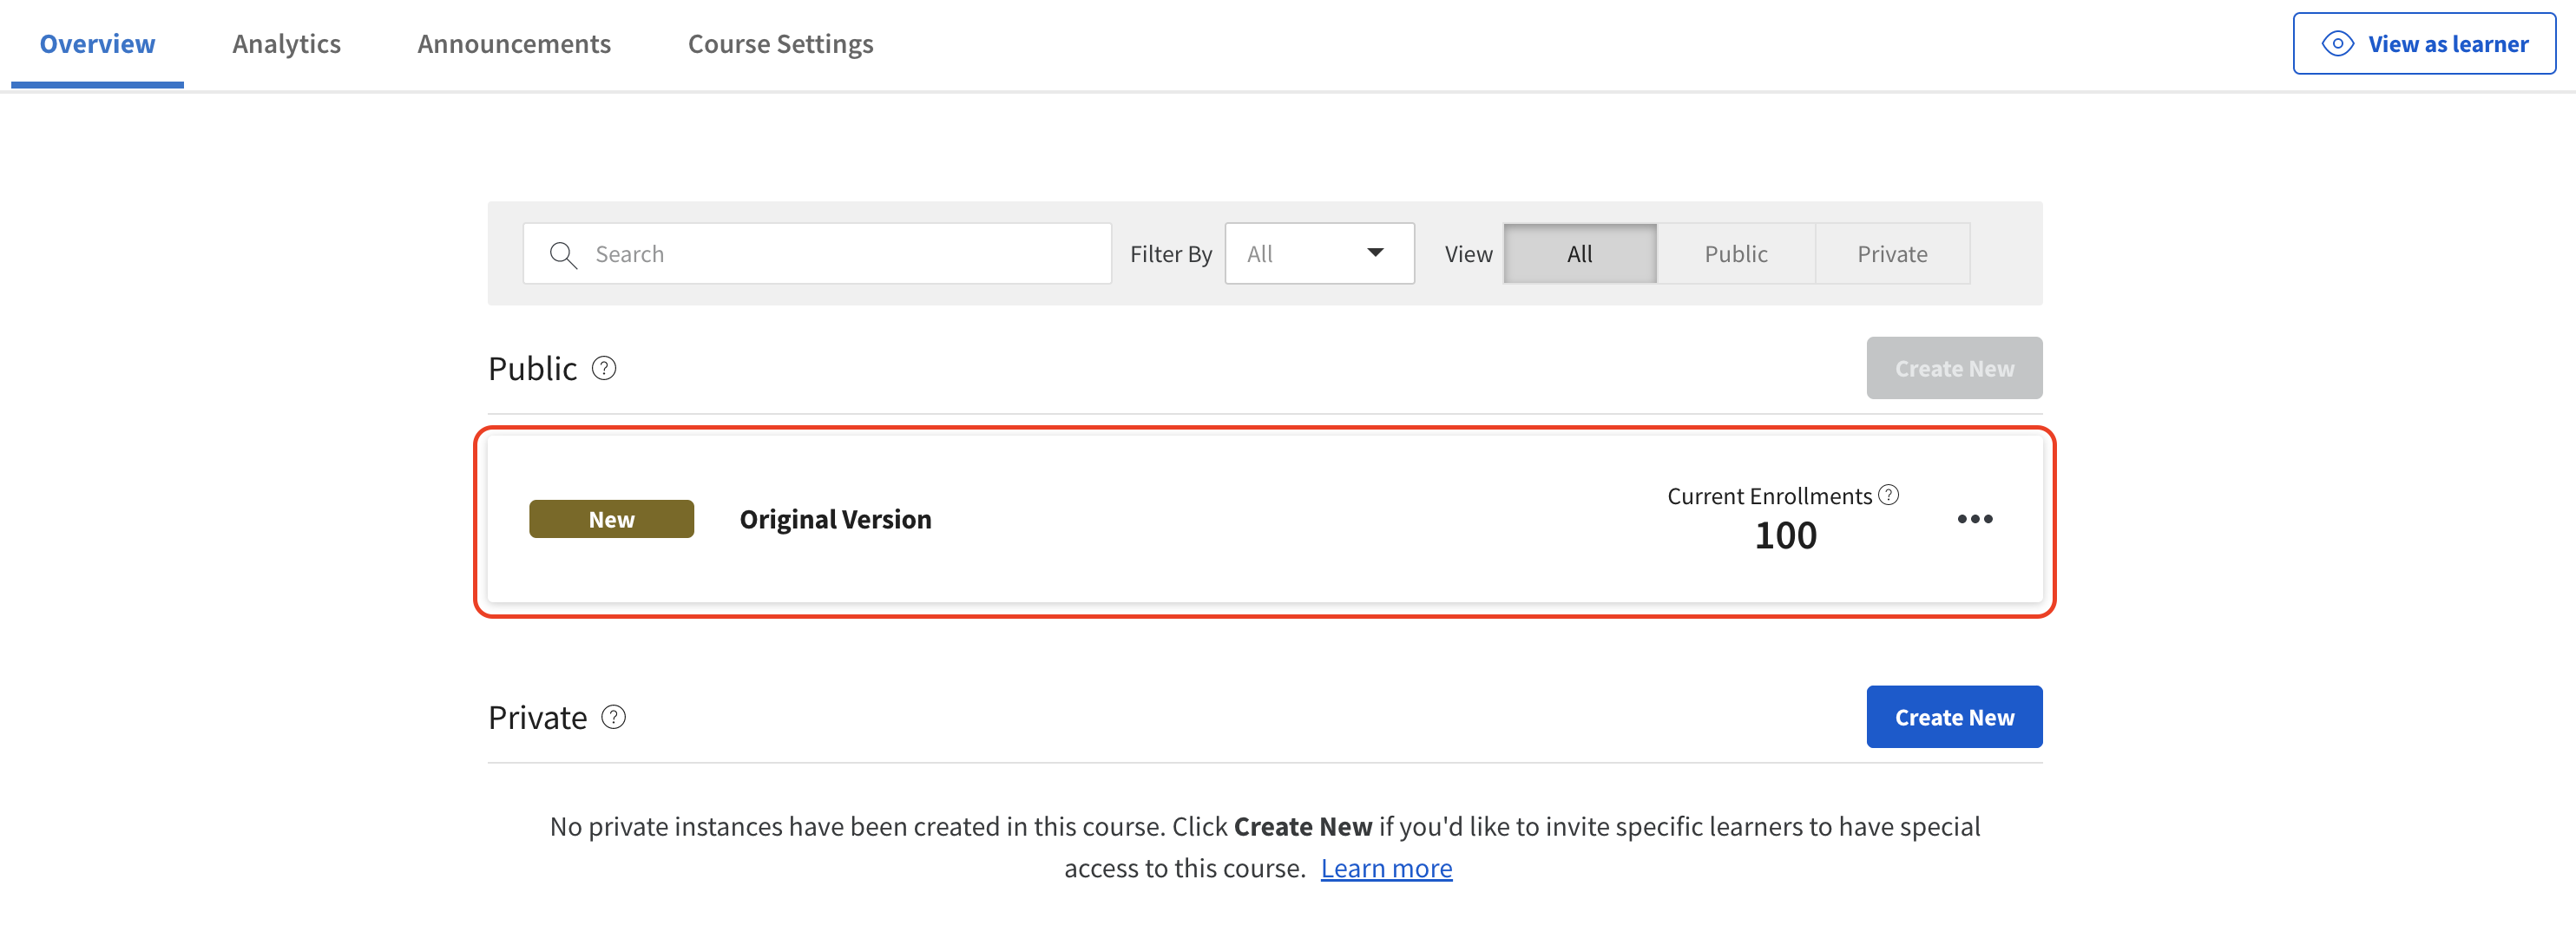 Overview Analytics Announcements Course Settings View as learner
Search Filter By All View All Public Private
Public ? Create New
New Original Version Current Enrollments ?
100
Private ? Create New
No private instances have been created in this course. Click Create New if you'd like to invite specific learners to have special
access to this course. Learn more